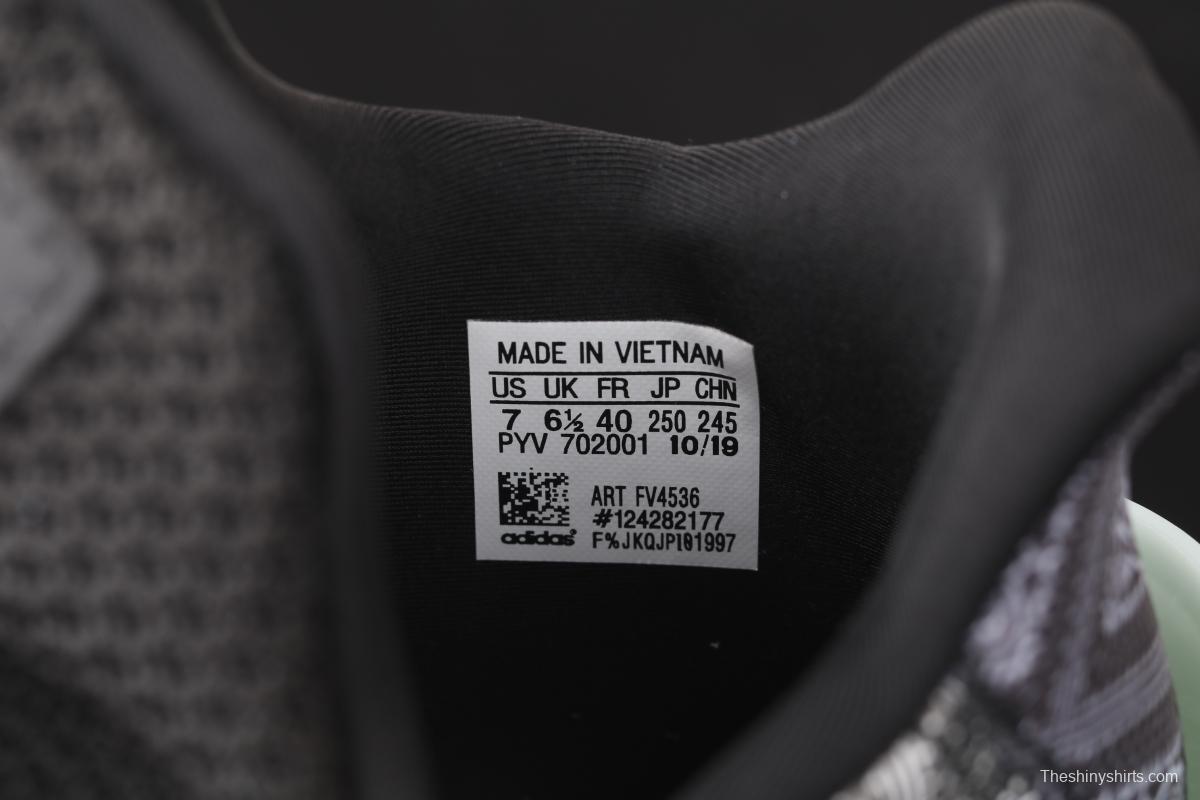 MADE IN VIETNAM
US UK FR JP CHN
7 6½ 40 250 245
PYV 702001 10/19
ART FV4536
#124282177
adidas® F%JKQJPl01997
Theshinyshirts.com